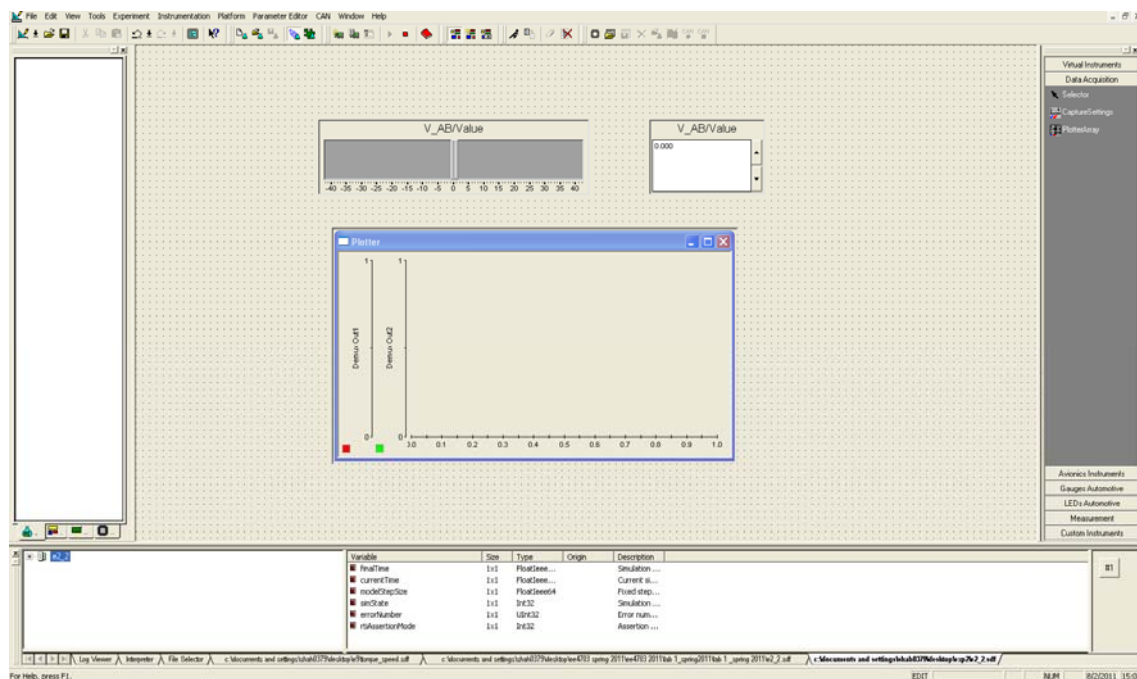 File Edit View Tools Experiment Instrumentation Platform Parameter Editor CAN Window Help
Virtual Instruments
Data Acquisition
Selector
CaptureSettings
PlotterArray
V_AB/Value
-40 -35 -30 -25 -20 -15 -10 -5 0 5 10 15 20 25 30 35 40
V_AB/Value
0.000
Plotter
1 1
Demux Out1
Demux Out2
0 0
0.1 0.2 0.3 0.4 0.5 0.6 0.7 0.8 0.9 1.0
Avionics Instruments
Gauges Automotive
LEDs Automotive
Measurement
Custom Instruments
e2_2
Variable Size Type Origin Description
finalTime 1x1 FloatIeee... Simulation ...
currentTime 1x1 FloatIeee... Current si...
modelStepSize 1x1 FloatIeee64 Fixed step...
simState 1x1 Int32 Simulation ...
errorNumber 1x1 UInt32 Error num...
rtiAssertionMode 1x1 Int32 Assertion ...
Log Viewer Interpreter File Selector
For Help, press F1. EDIT NUM 8/2/2011